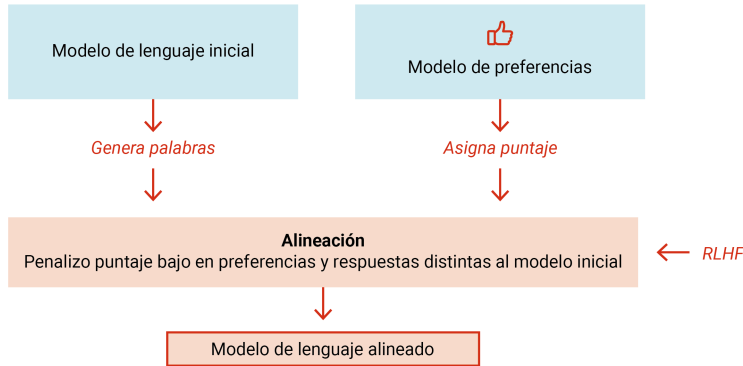 Modelo de lenguaje inicial
Modelo de preferencias
Genera palabras
Asigna puntaje
Alineación
Penalizo puntaje bajo en preferencias y respuestas distintas al modelo inicial
RLHF
Modelo de lenguaje alineado